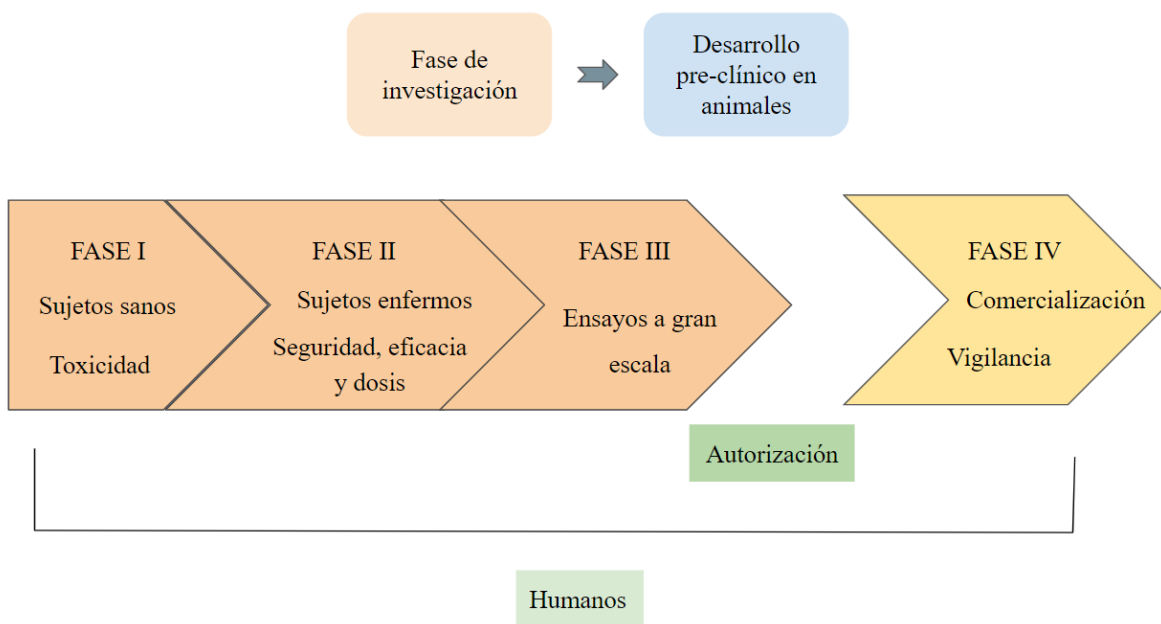 Fase de
investigación
Desarrollo
pre-clínico en
animales
FASE I
Sujetos sanos
Toxicidad
FASE II
Sujetos enfermos
Seguridad, eficacia
y dosis
FASE III
Ensayos a gran
escala
FASE IV
Comercialización
Vigilancia
Autorización
Humanos